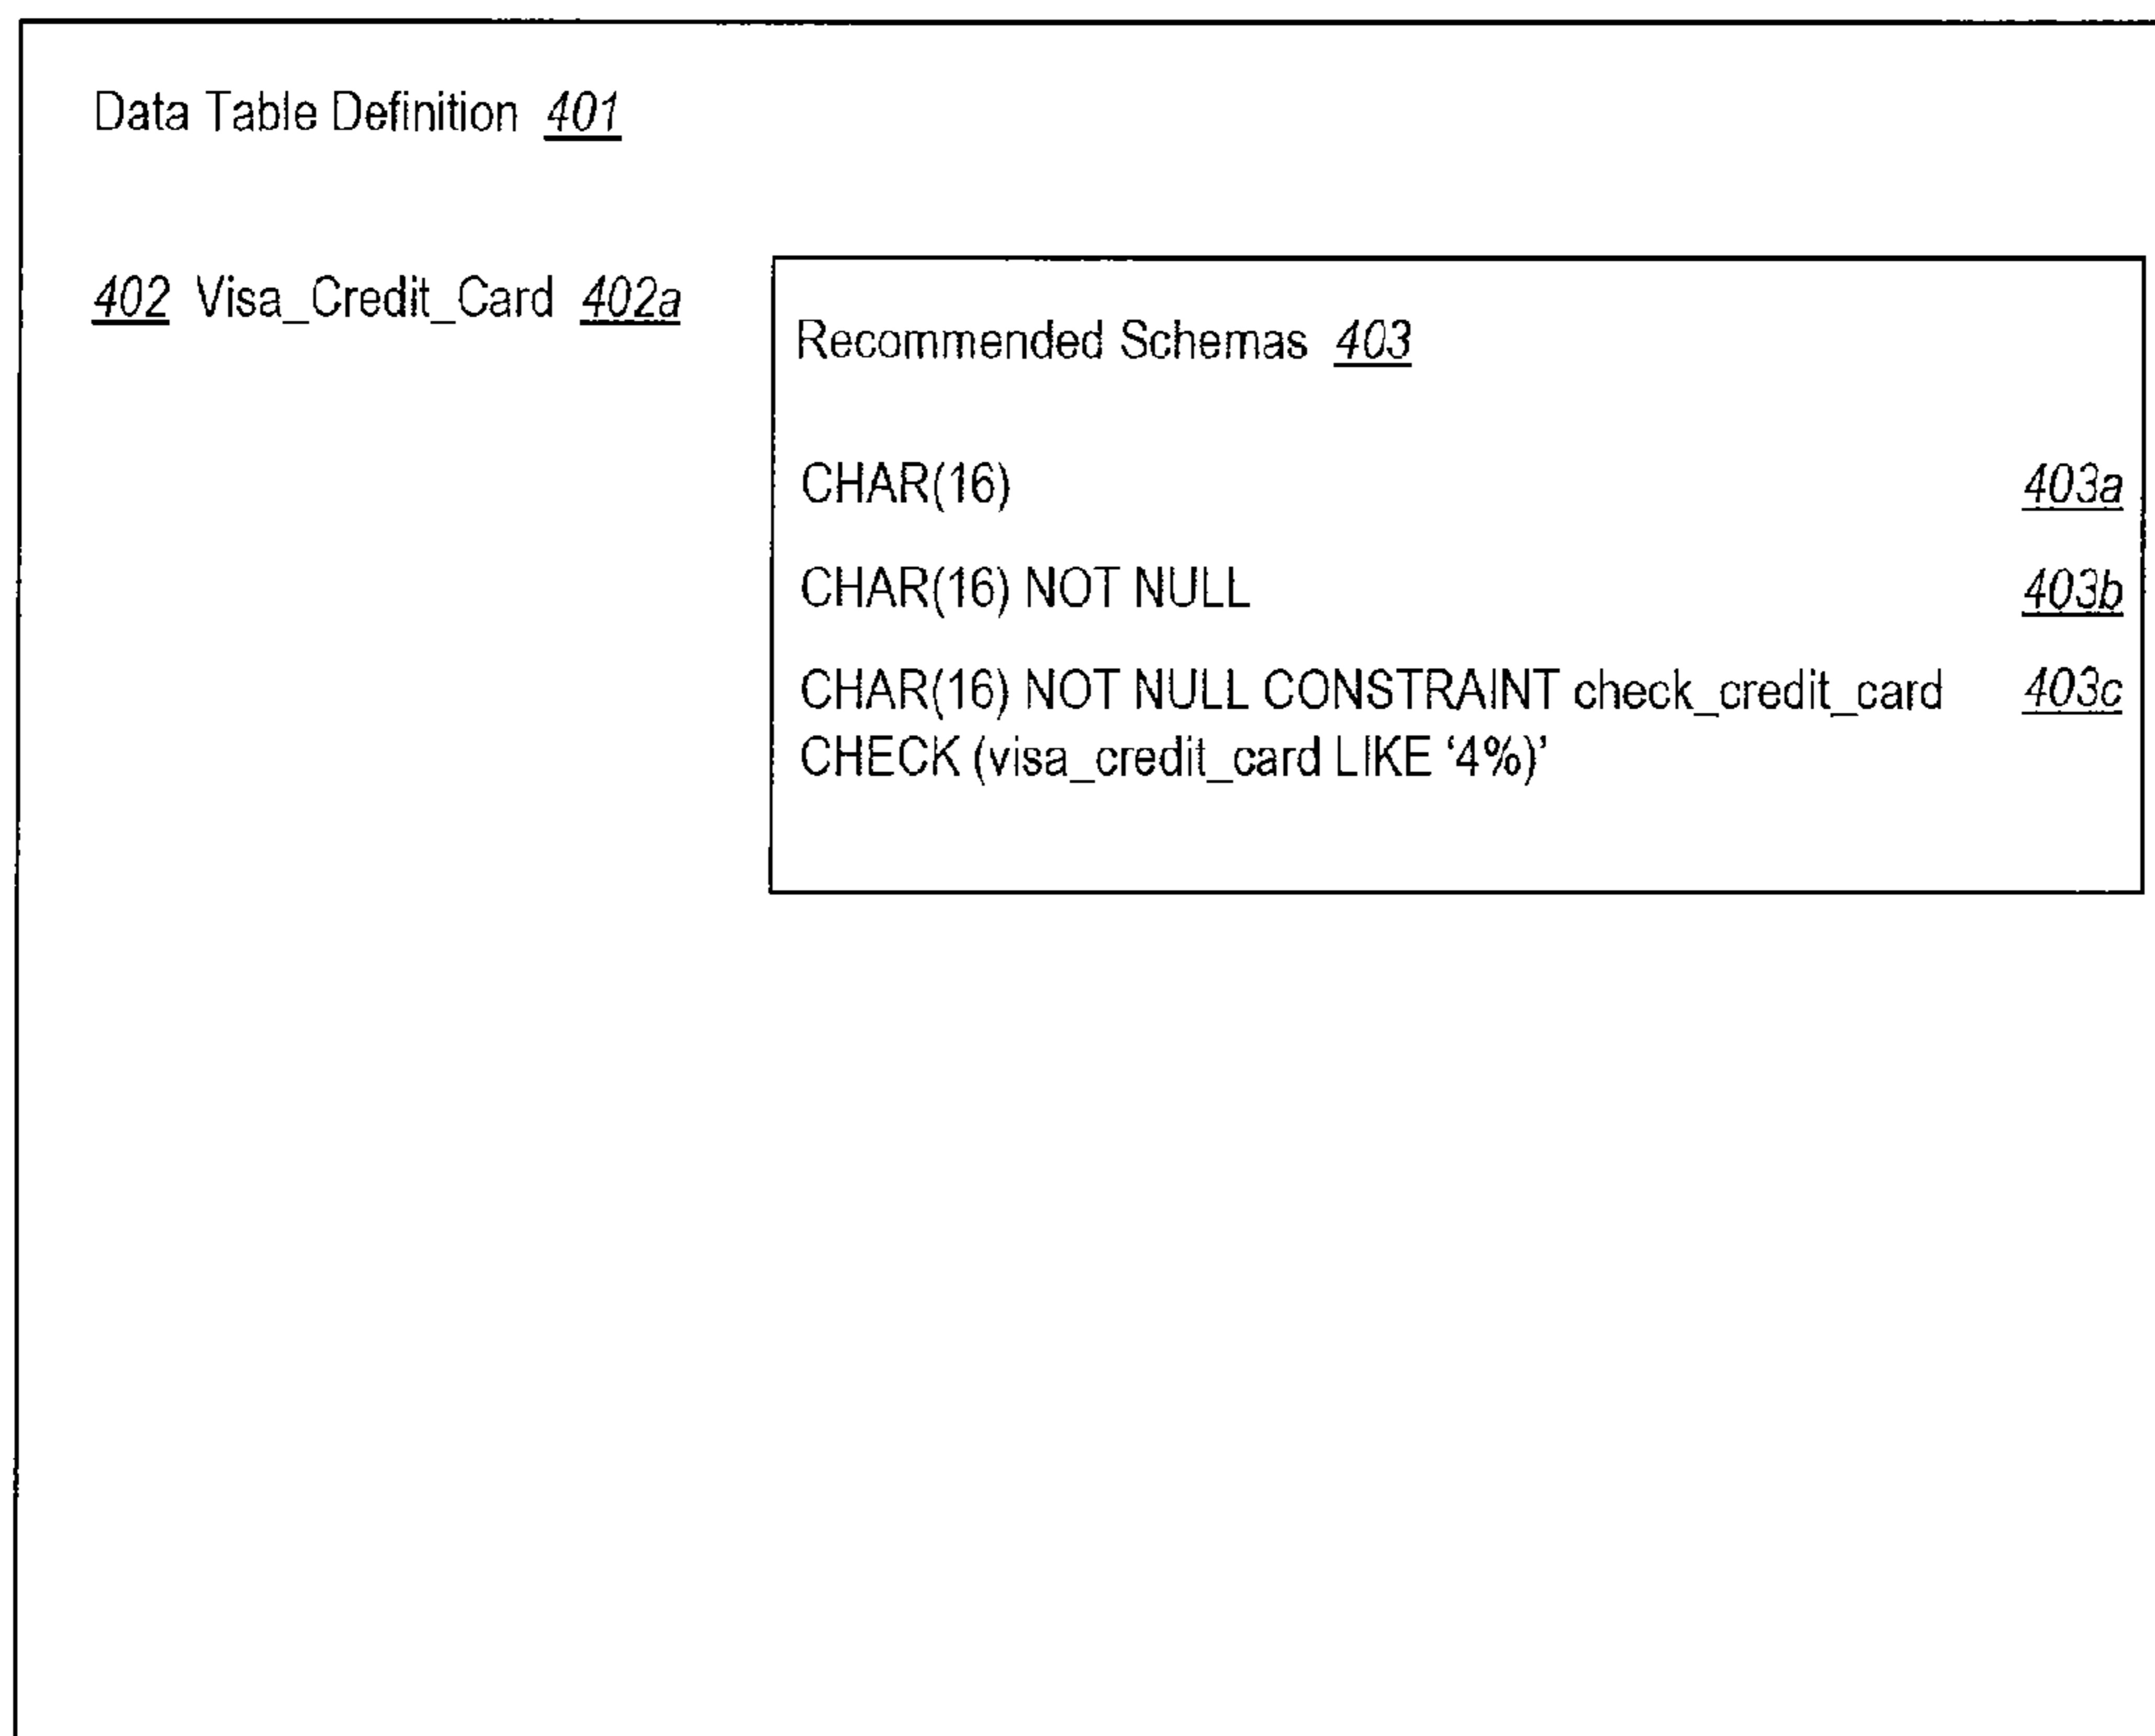 Data Table Definition 401
402 Visa_Credit_Card 402a
Recommended Schemas 403
CHAR(16) 403a
CHAR(16) NOT NULL 403b
CHAR(16) NOT NULL CONSTRAINT check_credit_card 403c
CHECK (visa_credit_card LIKE ‘4%)’